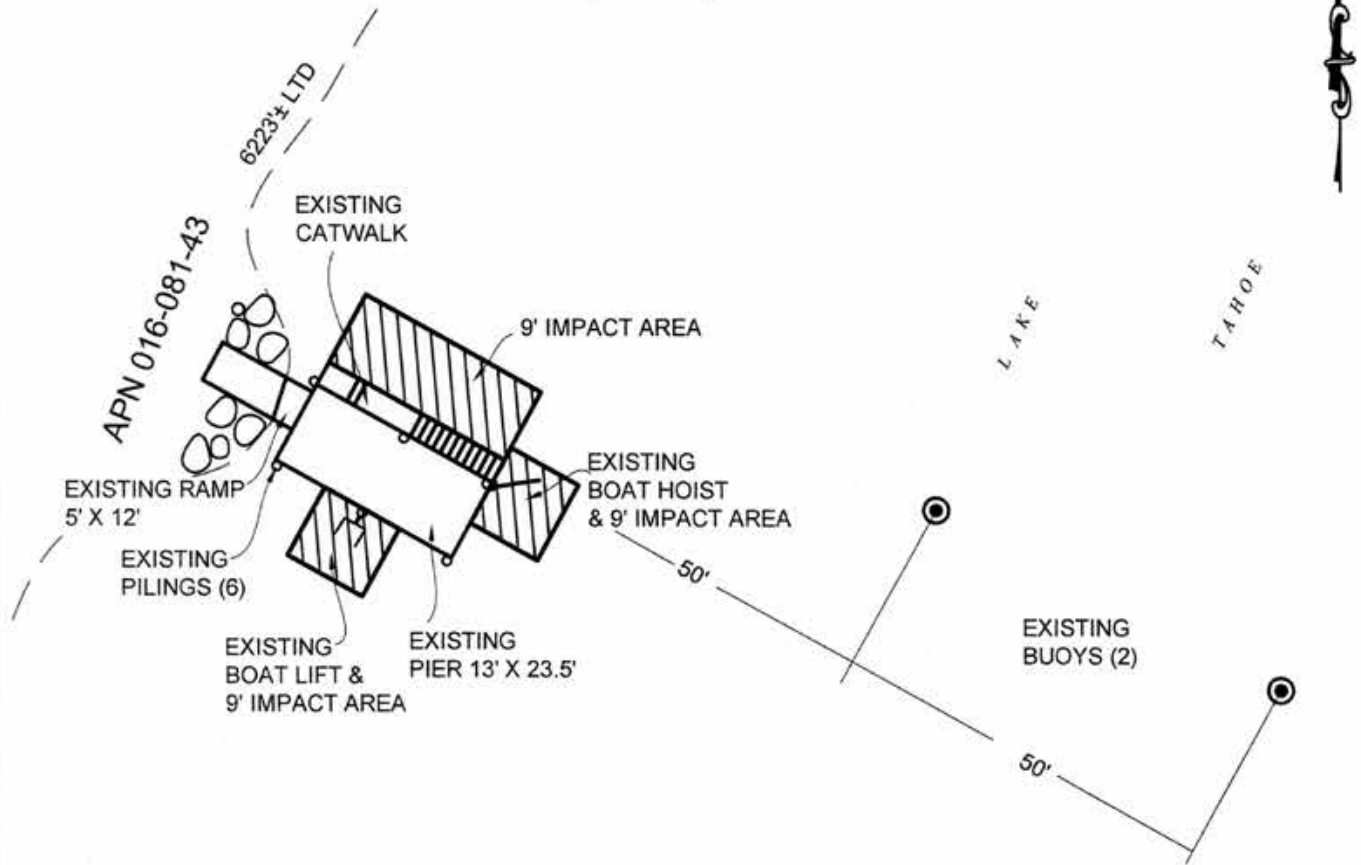 6223'± LTD
APN 016-081-43
EXISTING
CATWALK
9' IMPACT AREA
LAKE
TAHOE
EXISTING RAMP
5' X 12'
EXISTING
BOAT HOIST
& 9' IMPACT AREA
EXISTING
PILINGS (6)
50'
EXISTING
BOAT LIFT &
9' IMPACT AREA
EXISTING
PIER 13' X 23.5'
EXISTING
BUOYS (2)
50'